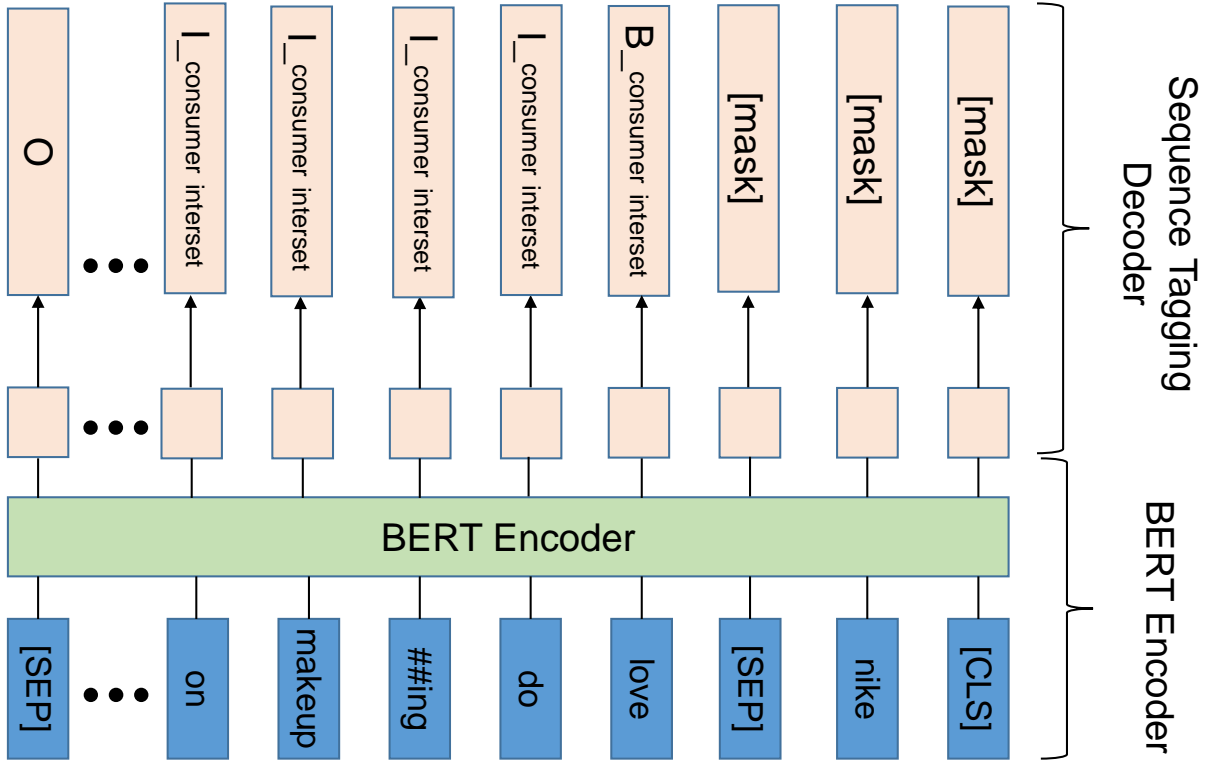 O
I_consumer interset
I_consumer interset
I_consumer interset
I_consumer interset
B_consumer interset
[mask]
[mask]
[mask]
Sequence Tagging
Decoder
BERT Encoder
BERT Encoder
[SEP]
on
makeup
##ing
do
love
[SEP]
nike
[CLS]